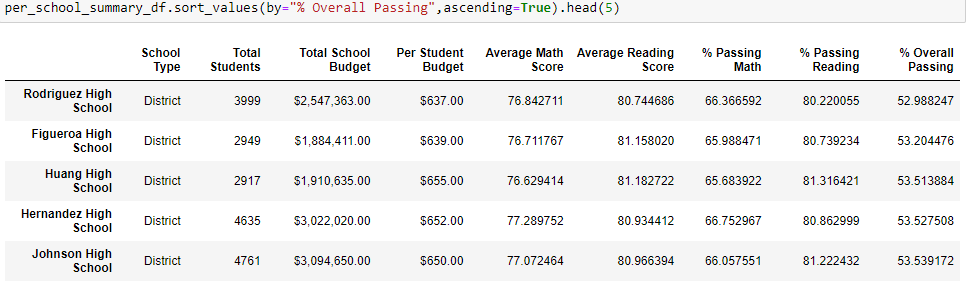 per_school_summary_df.sort_values(by="% Overall Passing",ascending=True).head(5)
School Type Total Students Total School Budget Per Student Budget Average Math Score Average Reading Score % Passing Math % Passing Reading % Overall Passing
Rodriguez High School District 3999 $2,547,363.00 $637.00 76.842711 80.744686 66.366592 80.220055 52.988247
Figueroa High School District 2949 $1,884,411.00 $639.00 76.711767 81.158020 65.988471 80.739234 53.204476
Huang High School District 2917 $1,910,635.00 $655.00 76.629414 81.182722 65.683922 81.316421 53.513884
Hernandez High School District 4635 $3,022,020.00 $652.00 77.289752 80.934412 66.752967 80.862999 53.527508
Johnson High School District 4761 $3,094,650.00 $650.00 77.072464 80.966394 66.057551 81.222432 53.539172